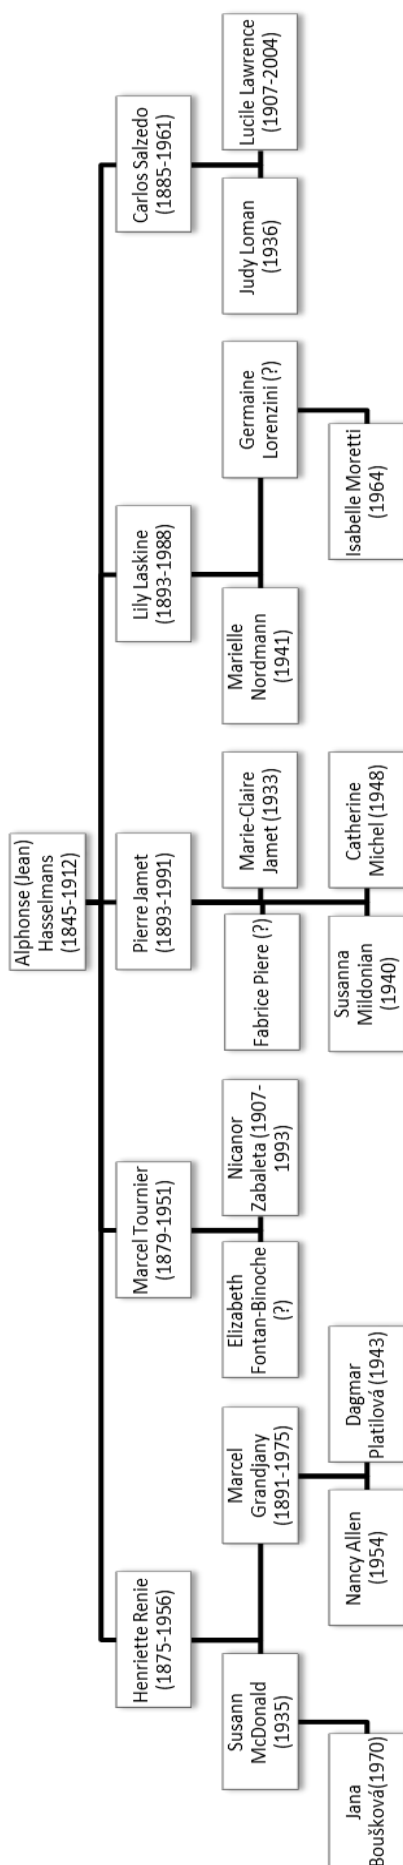 Alphonse (Jean)
Hasselmans
(1845-1912)
Henriette Renie
(1875-1956)
Marcel Tournier
(1879-1951)
Pierre Jamet
(1893-1991)
Lily Laskine
(1893-1988)
Carlos Salzedo
(1885-1961)
Susann
McDonald
(1935)
Marcel
Grandjany
(1891-1975)
Elizabeth
Fontan-Binoche
(?)
Nicanor
Zabaleta (1907-
1993)
Fabrice Piere (?)
Marie-Claire
Jamet (1933)
Marielle
Nordmann
(1941)
Germaine
Lorenzini (?)
Judy Loman
(1936)
Lucile Lawrence
(1907-2004)
Jana
Boušková(1970)
Nancy Allen
(1954)
Dagmar
Platilová (1943)
Susanna
Mildonian
(1940)
Catherine
Michel (1948)
Isabelle Moretti
(1964)